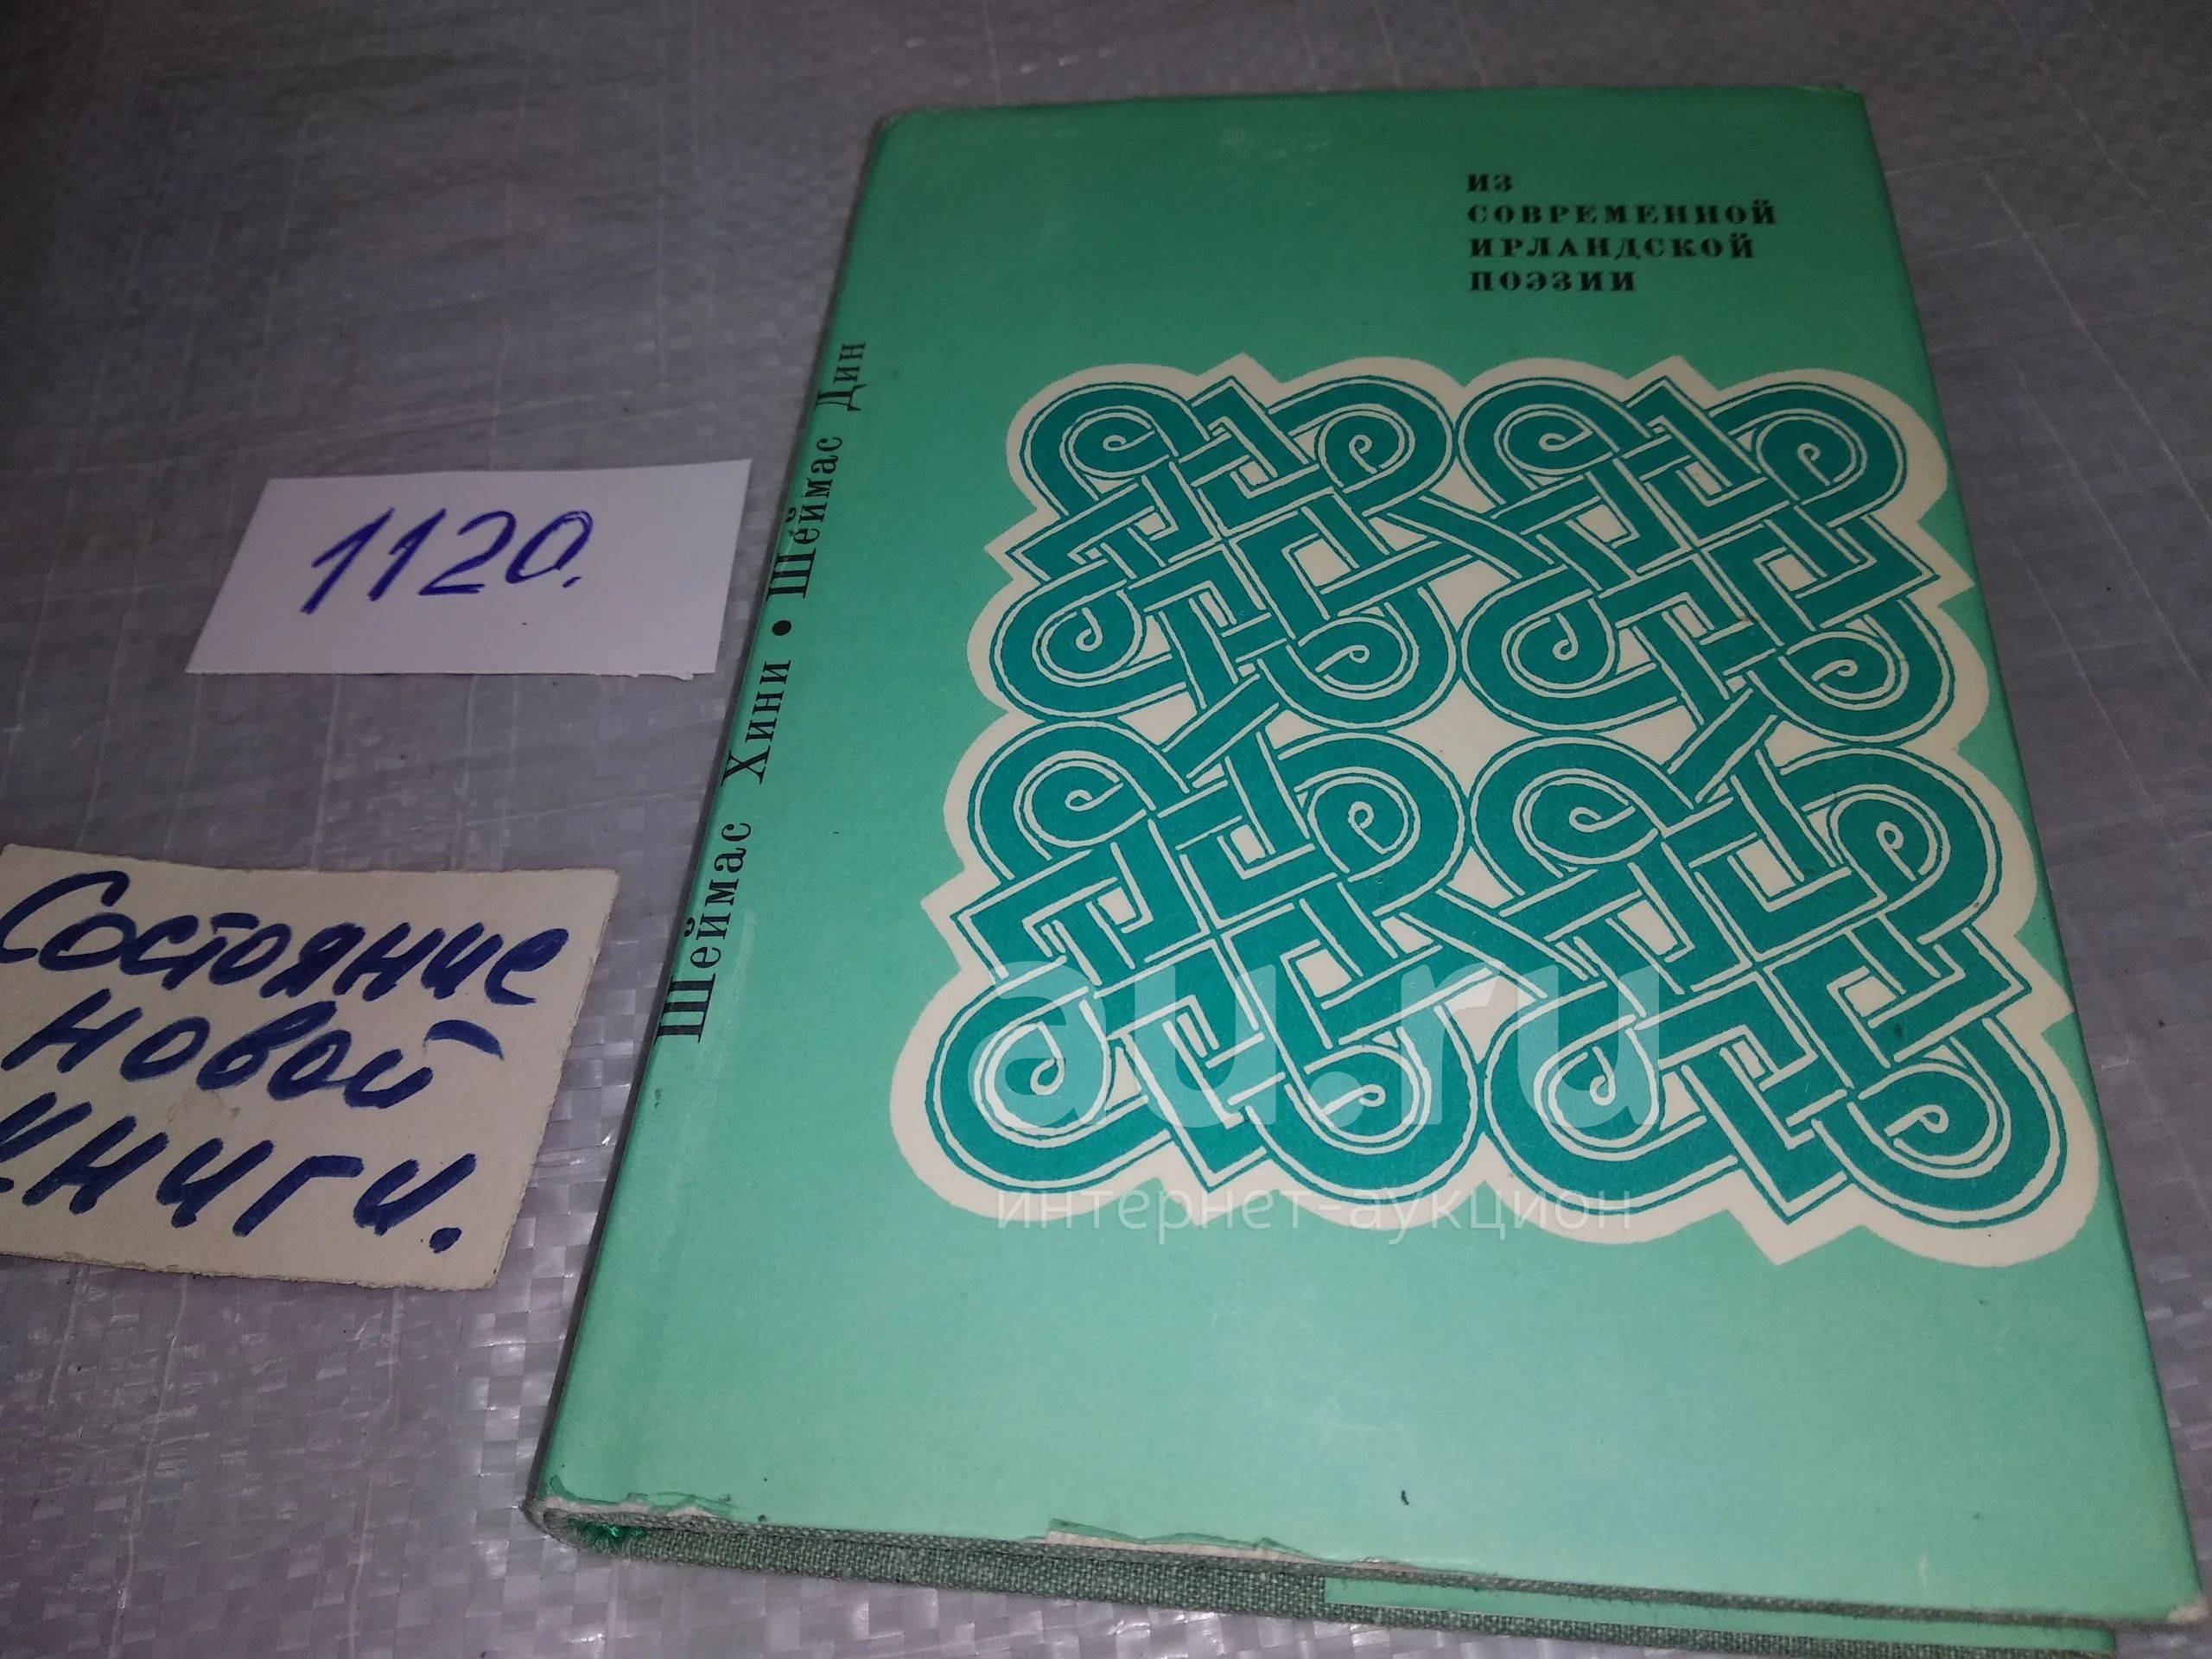 ИЗ
СОВРЕМЕННОЙ
ИРЛАНДСКОЙ
ПОЭЗИИ
Шеймас Хини • Шеймас Дин
1120.
Состояние
новой
книги.
au.ru
интернет-аукцион